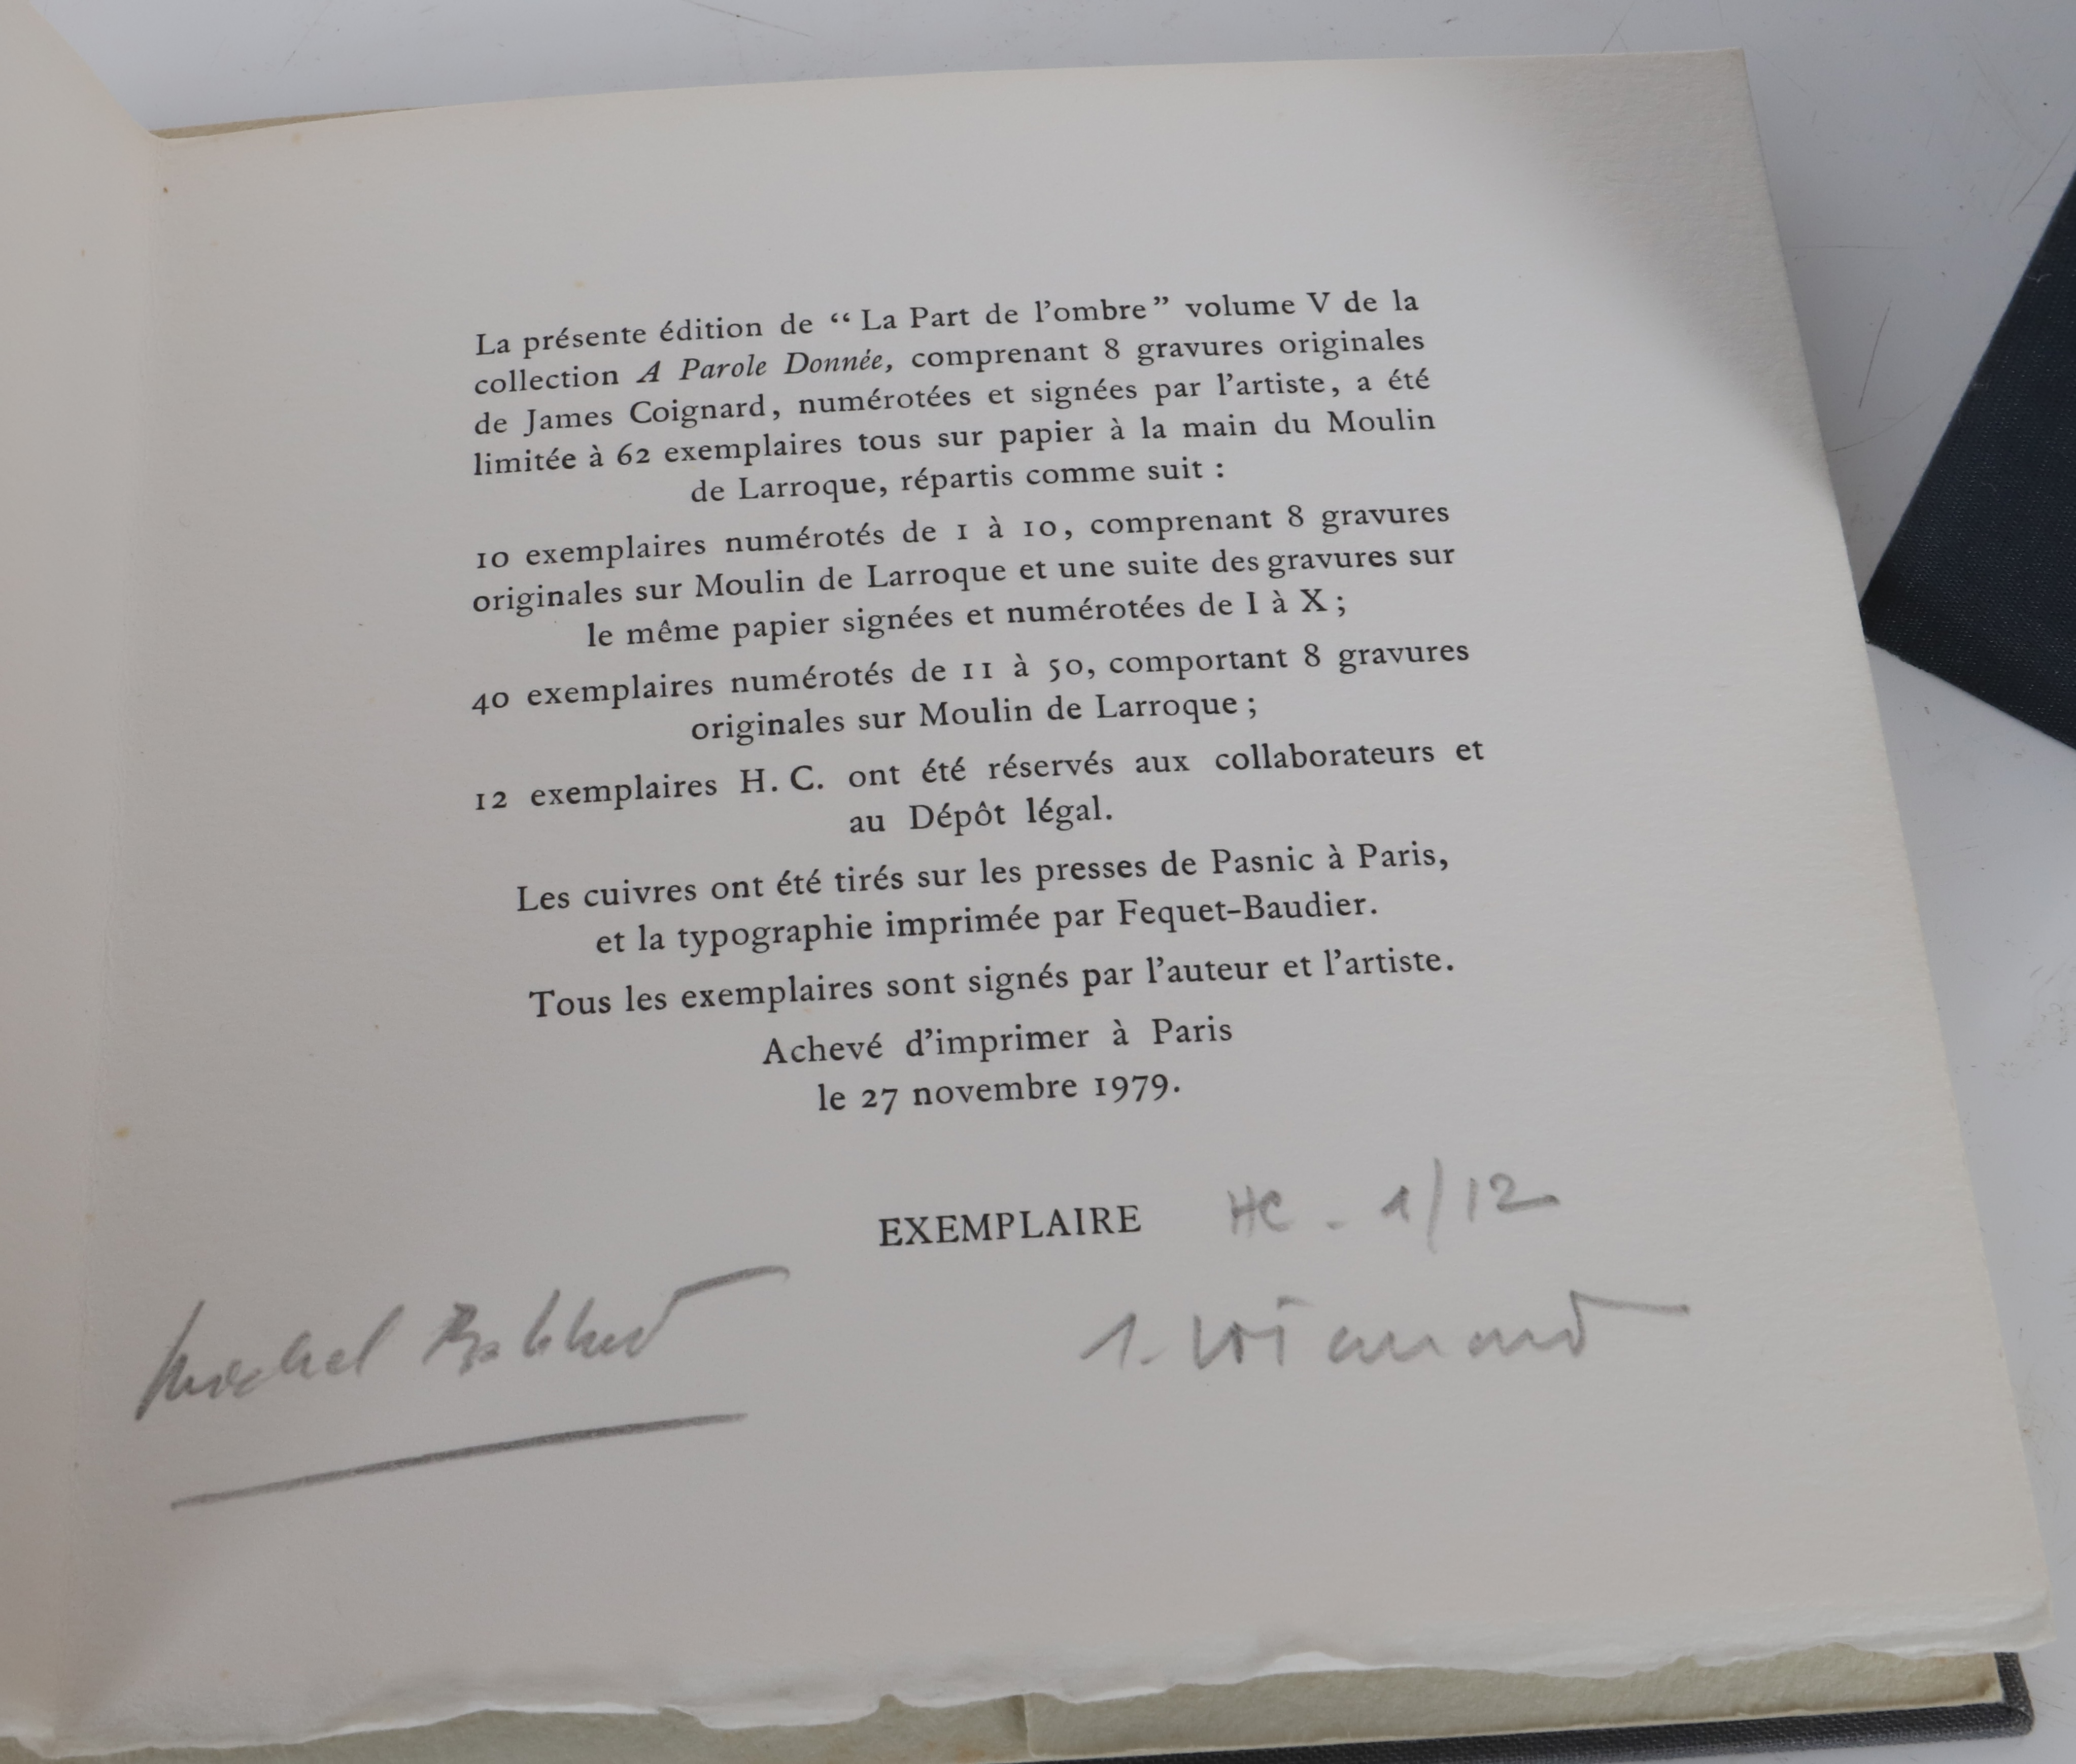 La présente édition de “ La Part de l’ombre ” volume V de la
collection A Parole Donnée, comprenant 8 gravures originales
de James Coignard, numérotées et signées par l’artiste, a été
limitée à 62 exemplaires tous sur papier à la main du Moulin
de Larroque, répartis comme suit :
10 exemplaires numérotés de 1 à 10, comprenant 8 gravures
originales sur Moulin de Larroque et une suite des gravures sur
le même papier signées et numérotées de I à X ;
40 exemplaires numérotés de 11 à 50, comportant 8 gravures
originales sur Moulin de Larroque ;
12 exemplaires H. C. ont été réservés aux collaborateurs et
au Dépôt légal.
Les cuivres ont été tirés sur les presses de Pasnic à Paris,
et la typographie imprimée par Fequet-Baudier.
Tous les exemplaires sont signés par l’auteur et l’artiste.
Achevé d’imprimer à Paris
le 27 novembre 1979.
EXEMPLAIRE HC - 1/12
Michel